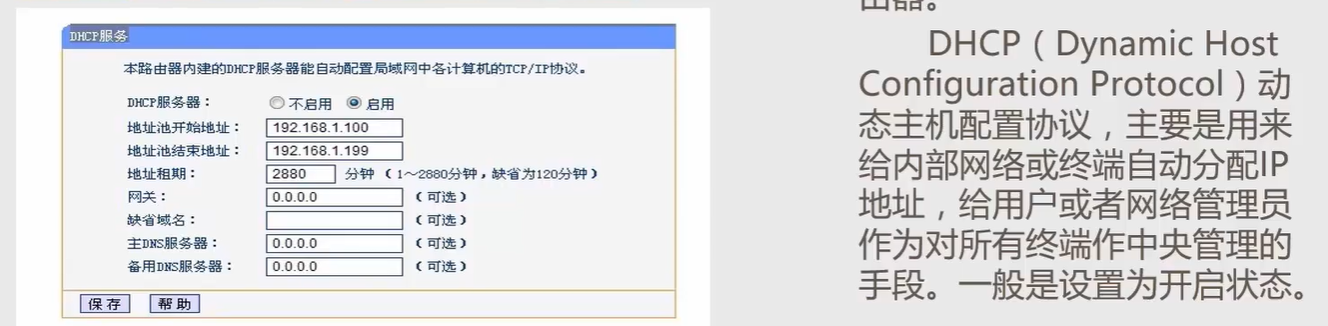 DHCP服务
本路由器内建的DHCP服务器能自动配置局域网中各计算机的TCP/IP协议。
DHCP服务器： 不启用 启用
地址池开始地址： 192.168.1.100
地址池结束地址： 192.168.1.199
地址租期： 2880 分钟（1～2880分钟，缺省为120分钟）
网关： 0.0.0.0 （可选）
缺省域名： （可选）
主DNS服务器： 0.0.0.0 （可选）
备用DNS服务器： 0.0.0.0 （可选）
保存 帮助
由器。
DHCP（Dynamic Host
Configuration Protocol）动
态主机配置协议，主要是用来
给内部网络或终端自动分配IP
地址，给用户或者网络管理员
作为对所有终端作中央管理的
手段。一般是设置为开启状态。